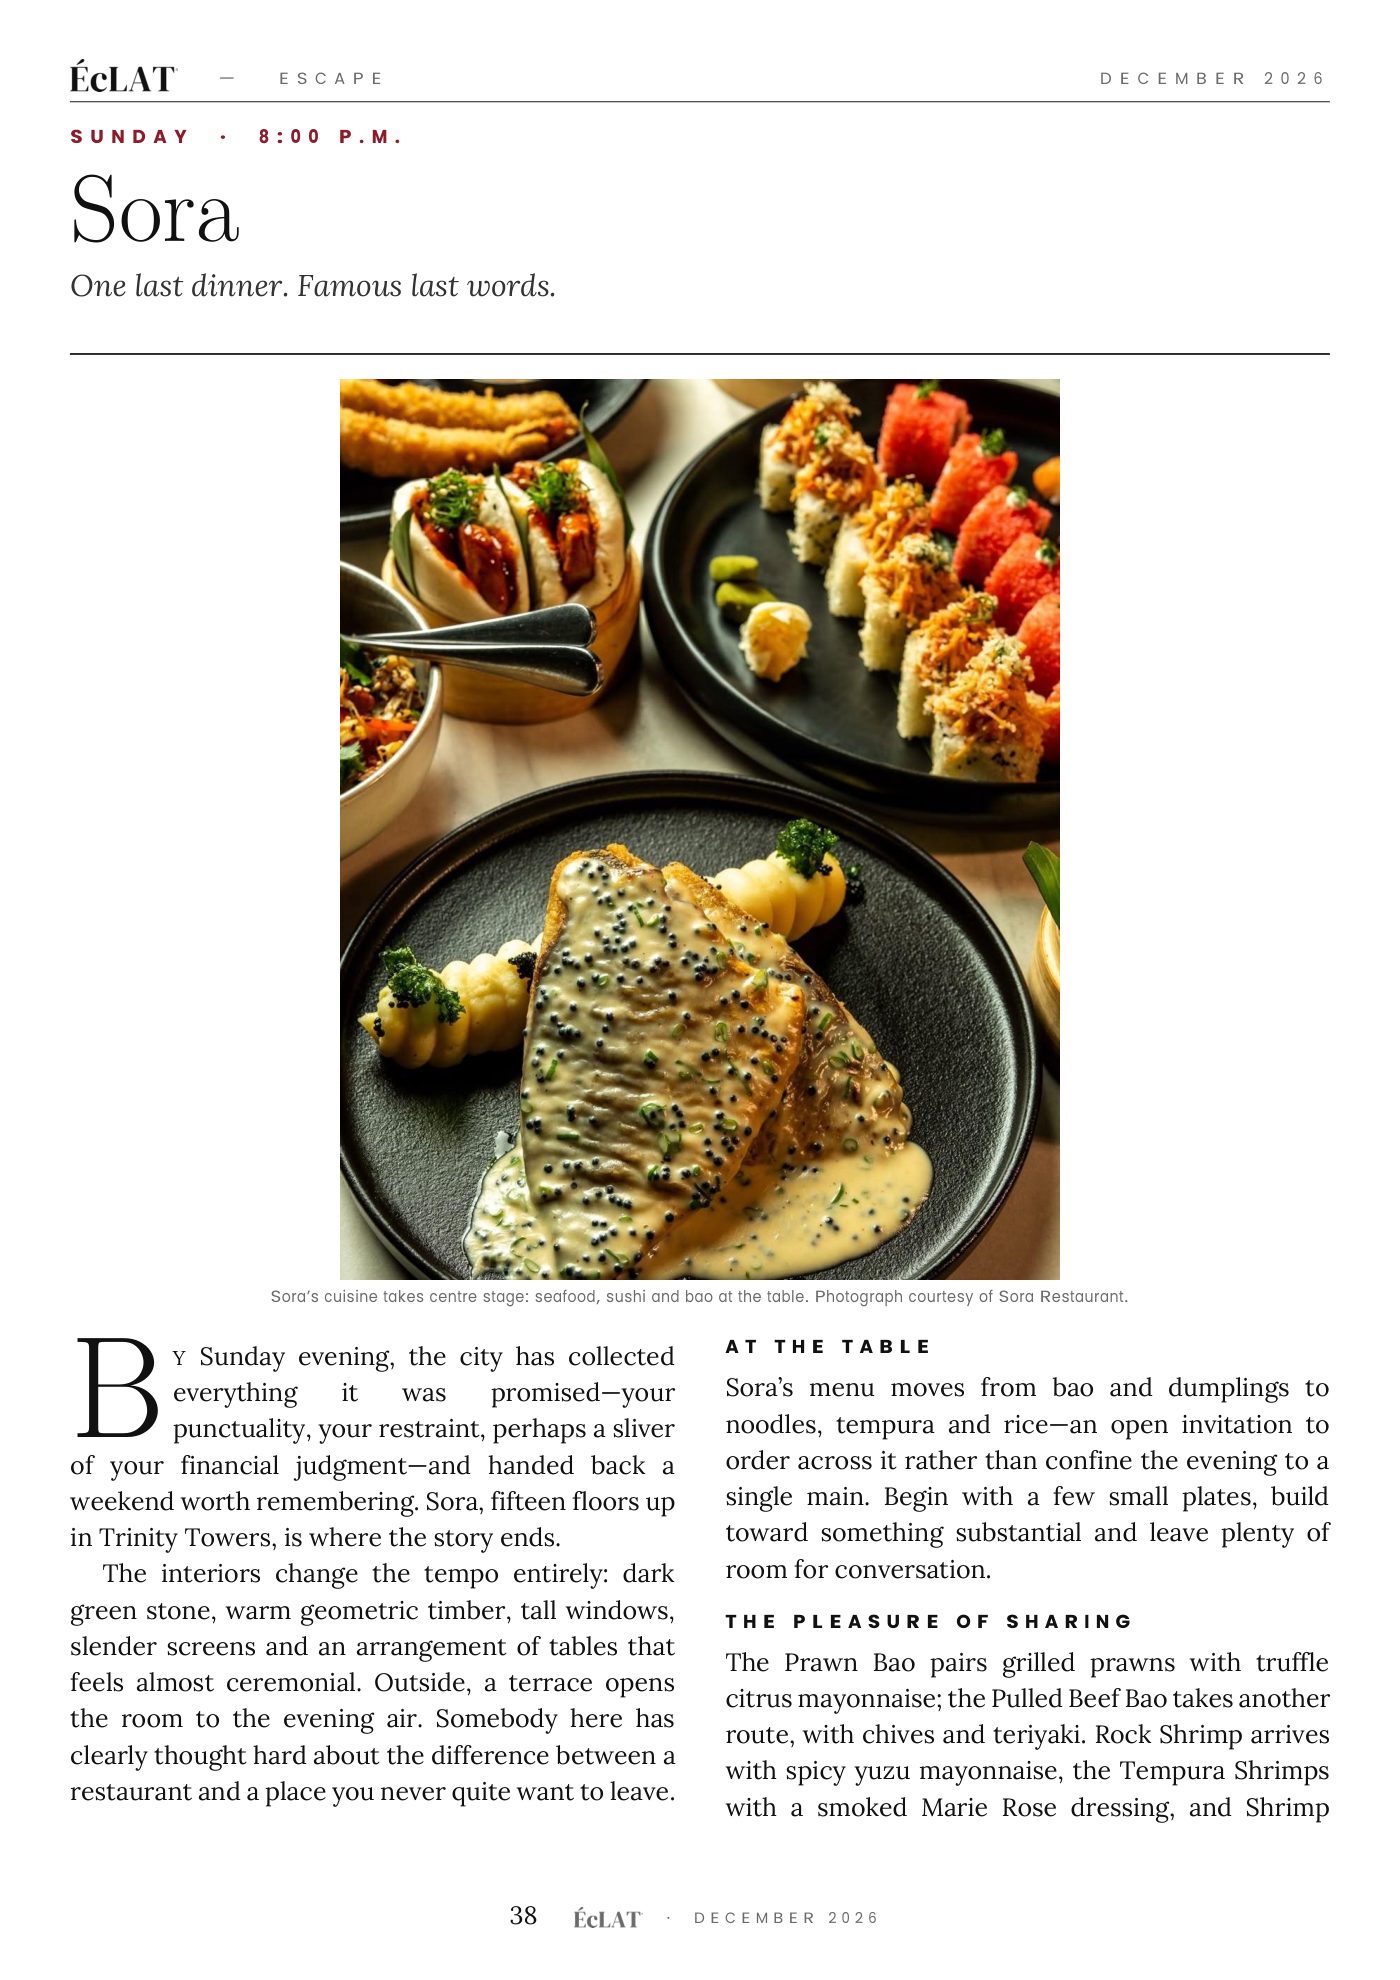 ÉcLAT — ESCAPE DECEMBER 2026
SUNDAY · 8:00 P.M.
Sora
One last dinner. Famous last words.
Sora’s cuisine takes centre stage: seafood, sushi and bao at the table. Photograph courtesy of Sora Restaurant.
BY Sunday evening, the city has collected
everything it was promised—your
punctuality, your restraint, perhaps a sliver
of your financial judgment—and handed back a
weekend worth remembering. Sora, fifteen floors up
in Trinity Towers, is where the story ends.
The interiors change the tempo entirely: dark
green stone, warm geometric timber, tall windows,
slender screens and an arrangement of tables that
feels almost ceremonial. Outside, a terrace opens
the room to the evening air. Somebody here has
clearly thought hard about the difference between a
restaurant and a place you never quite want to leave.
AT THE TABLE
Sora’s menu moves from bao and dumplings to
noodles, tempura and rice—an open invitation to
order across it rather than confine the evening to a
single main. Begin with a few small plates, build
toward something substantial and leave plenty of
room for conversation.
THE PLEASURE OF SHARING
The Prawn Bao pairs grilled prawns with truffle
citrus mayonnaise; the Pulled Beef Bao takes another
route, with chives and teriyaki. Rock Shrimp arrives
with spicy yuzu mayonnaise, the Tempura Shrimps
with a smoked Marie Rose dressing, and Shrimp
38 ÉcLAT · DECEMBER 2026